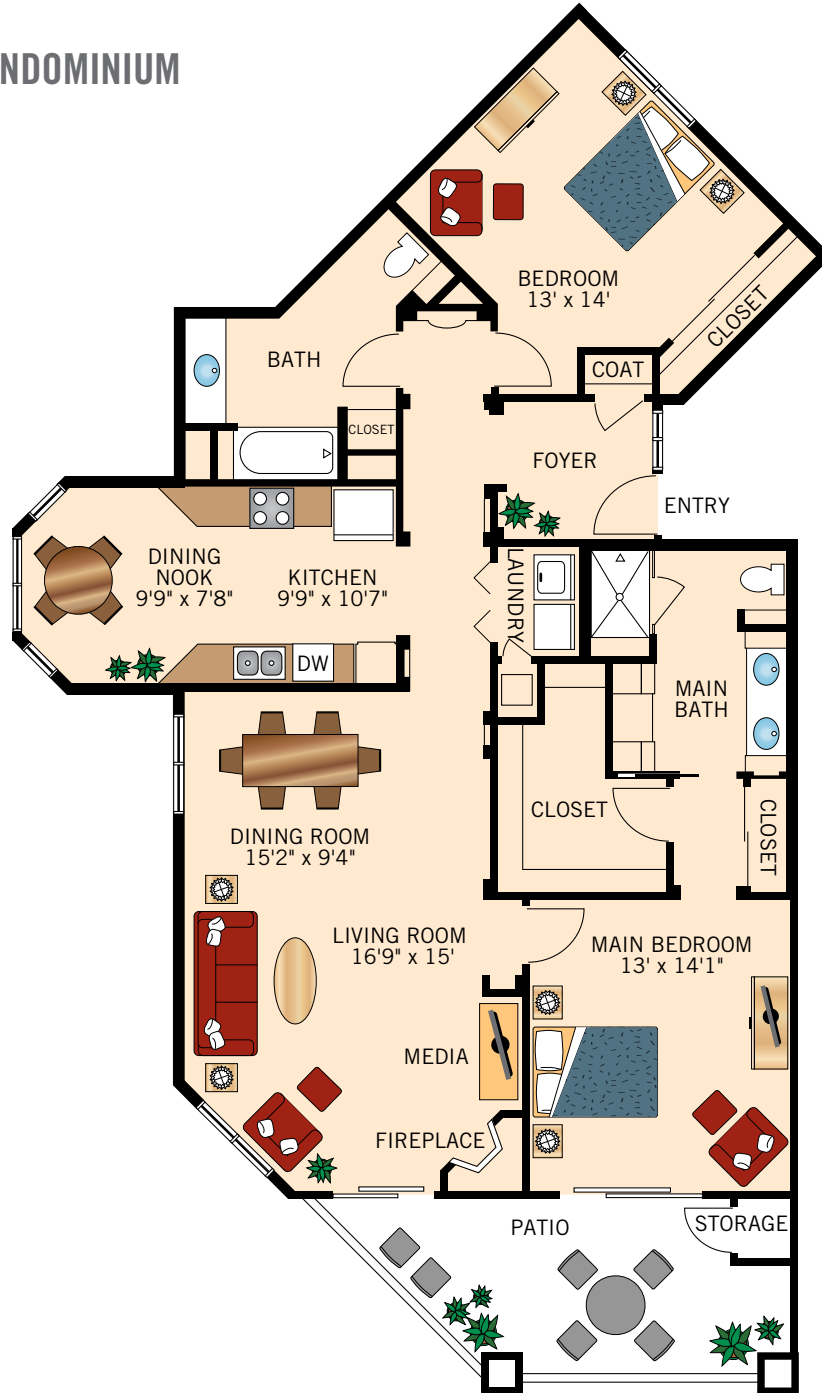 NDOMINIUM
BEDROOM
13' x 14'
CLOSET
BATH
COAT
CLOSET
FOYER
ENTRY
DINING
NOOK
9'9" x 7'8"
KITCHEN
9'9" x 10'7"
LAUNDRY
DW
MAIN
BATH
DINING ROOM
15'2" x 9'4"
CLOSET
CLOSET
LIVING ROOM
16'9" x 15'
MAIN BEDROOM
13' x 14'1"
MEDIA
FIREPLACE
PATIO
STORAGE